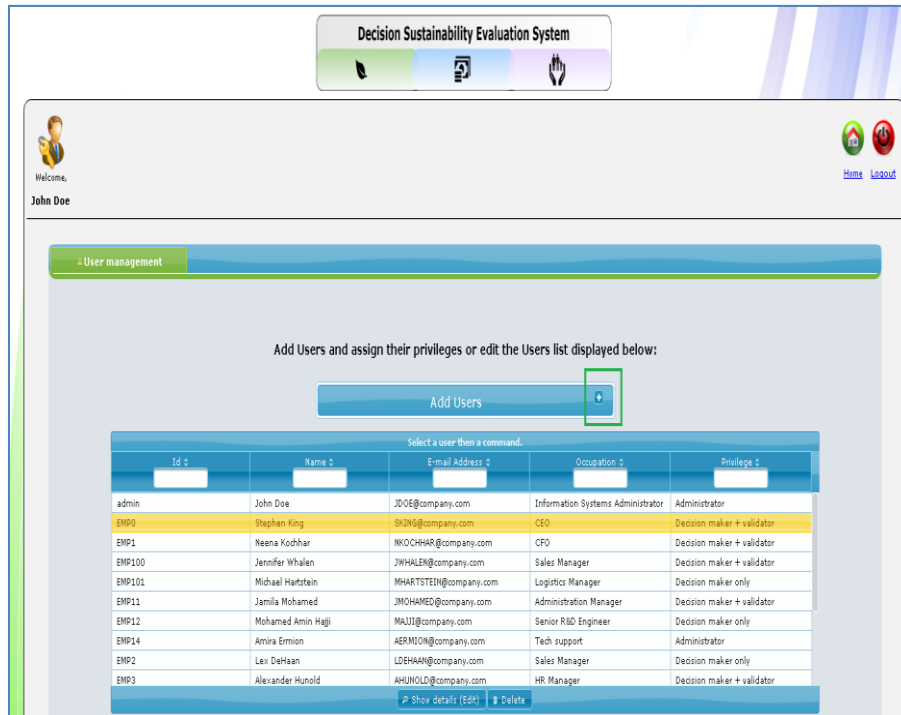 Decision Sustainability Evaluation System
Welcome,
John Doe
Home Logout
User management
Add Users and assign their privileges or edit the Users list displayed below:
Add Users
Select a user then a command.
Id Name E-mail Address Occupation Privilege
admin John Doe JDOE@company.com Information Systems Administrator Administrator
EMP0 Stephen King SKING@company.com CEO Decision maker + validator
EMP1 Neena Kochhar NKOCHHAR@company.com CFO Decision maker + validator
EMP100 Jennifer Whalen JWHALEN@company.com Sales Manager Decision maker + validator
EMP101 Michael Hartstein MHARTSTEIN@company.com Logistics Manager Decision maker only
EMP11 Jamila Mohamed JMOHAMED@company.com Administration Manager Decision maker + validator
EMP12 Mohamed Amin Hajji MAJJI@company.com Senior R&D Engineer Decision maker only
EMP14 Amira Ermion AERMION@company.com Tech support Administrator
EMP2 Lex DeHaan LDEHAAN@company.com Sales Manager Decision maker only
EMP3 Alexander Hunold AHUNOLD@company.com HR Manager Decision maker + validator
Show details (Edit) Delete